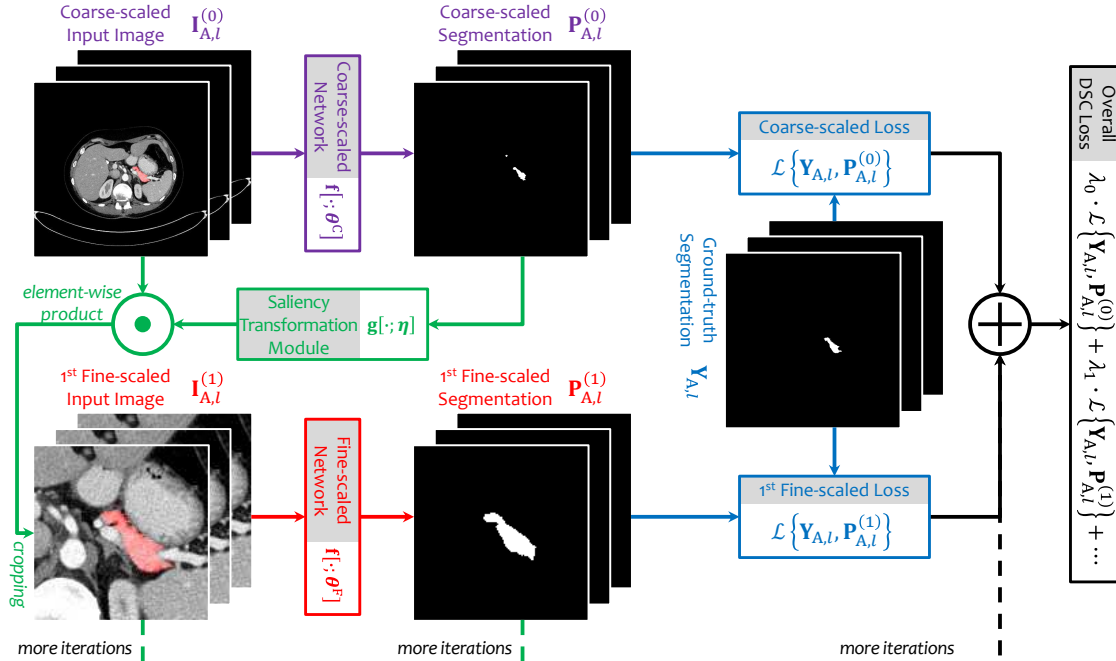 Coarse-scaled
Input Image I_{A,l}^{(0)}
Coarse-scaled
Segmentation P_{A,l}^{(0)}
Coarse-scaled
Network
f[·; θ^C]
Coarse-scaled Loss
ℒ{Y_{A,l}, P_{A,l}^{(0)}}
Overall
DSC Loss
λ_0 · ℒ{Y_{A,l}, P_{A,l}^{(0)}} + λ_1 · ℒ{Y_{A,l}, P_{A,l}^{(1)}} + ...
Ground-truth
Segmentation Y_{A,l}
element-wise
product
Saliency
Transformation
Module
g[·; η]
1st Fine-scaled
Input Image I_{A,l}^{(1)}
1st Fine-scaled
Segmentation P_{A,l}^{(1)}
Fine-scaled
Network
f[·; θ^F]
1st Fine-scaled Loss
ℒ{Y_{A,l}, P_{A,l}^{(1)}}
cropping
more iterations
more iterations
more iterations